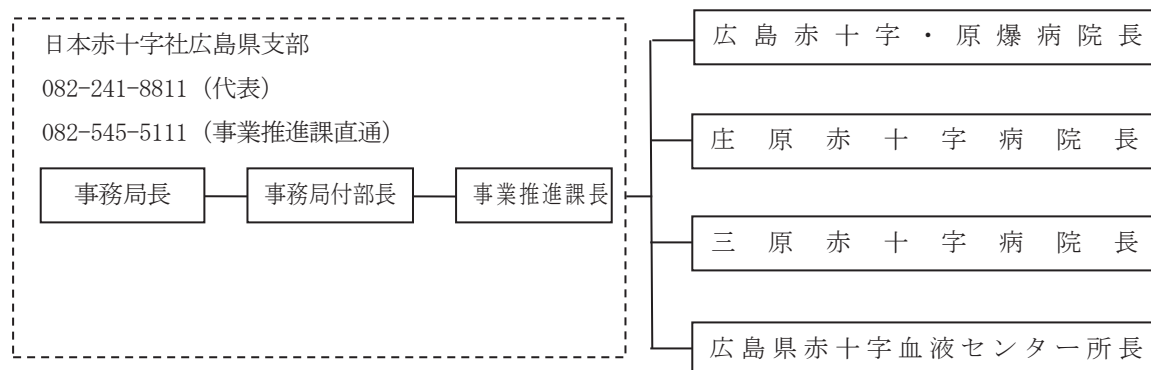 日本赤十字社広島県支部
082-241-8811（代表）
082-545-5111（事業推進課直通）
事務局長
事務局付部長
事業推進課長
広島赤十字・原爆病院長
庄原赤十字病院長
三原赤十字病院長
広島県赤十字血液センター所長